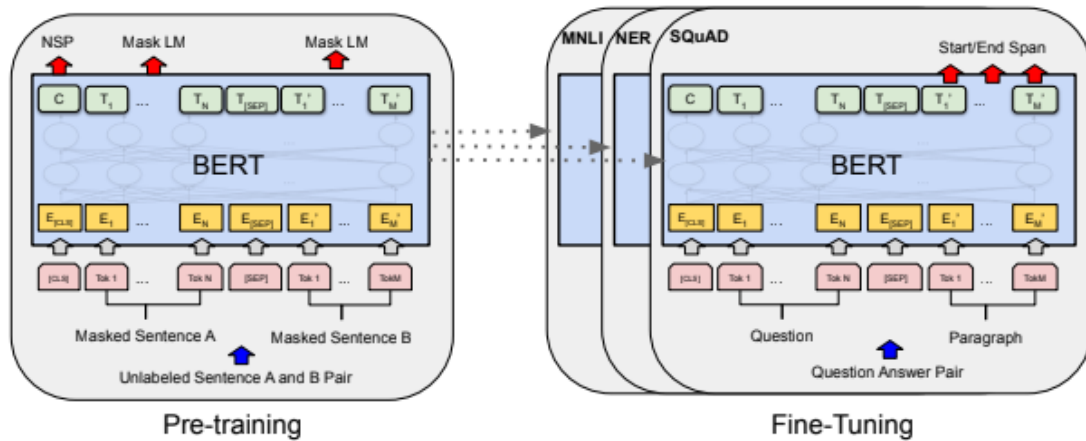 NSP Mask LM Mask LM
C T1 ... TN T[SEP] T1' ... TM'
BERT
E[CLS] E1 ... EN E[SEP] E1' ... EM'
[CLS] Tok 1 ... Tok N [SEP] Tok 1 ... TokM
Masked Sentence A Masked Sentence B
Unlabeled Sentence A and B Pair
Pre-training
MNLI NER SQuAD
Start/End Span
C T1 ... TN T[SEP] T1' ... TM'
BERT
E[CLS] E1 ... EN E[SEP] E1' ... EM'
[CLS] Tok 1 ... Tok N [SEP] Tok 1 ... TokM
Question Paragraph
Question Answer Pair
Fine-Tuning